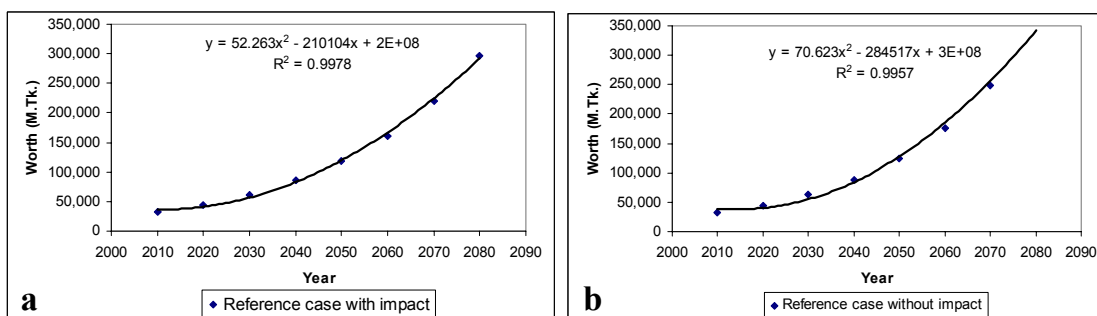 350,000
300,000
250,000
200,000
150,000
100,000
50,000
0
Worth (M.Tk.)
y = 52.263x² - 210104x + 2E+08
R² = 0.9978
2000 2010 2020 2030 2040 2050 2060 2070 2080 2090
Year
Reference case with impact
a
350,000
300,000
250,000
200,000
150,000
100,000
50,000
0
Worth (M.Tk.)
y = 70.623x² - 284517x + 3E+08
R² = 0.9957
2000 2010 2020 2030 2040 2050 2060 2070 2080 2090
Year
Reference case without impact
b